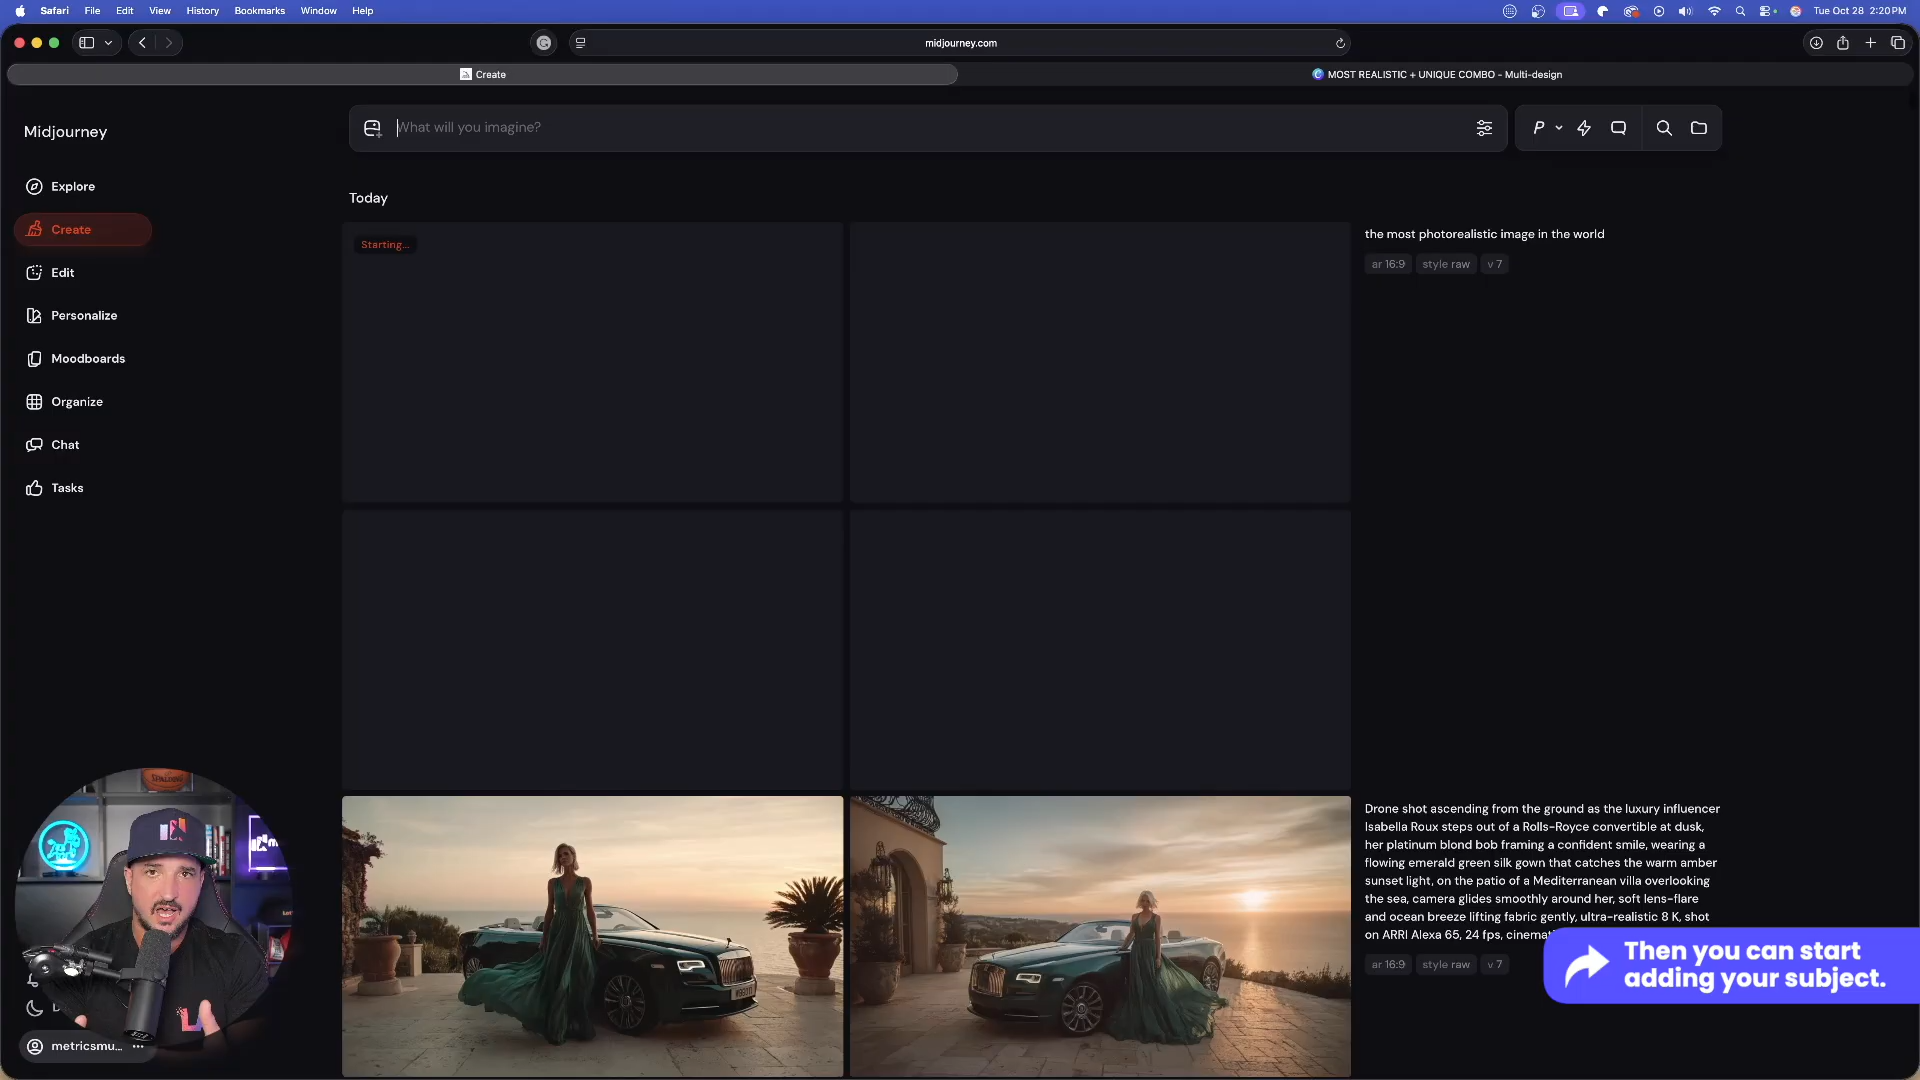 Safari File Edit View History Bookmarks Window Help
Tue Oct 28 2:20 PM
midjourney.com
Create
MOST REALISTIC + UNIQUE COMBO - Multi-design
Midjourney
What will you imagine?
P
Explore
Create
Edit
Personalize
Moodboards
Organize
Chat
Tasks
Today
Starting...
the most photorealistic image in the world
ar 16:9 style raw v 7
Drone shot ascending from the ground as the luxury influencer
Isabella Roux steps out of a Rolls-Royce convertible at dusk,
her platinum blond bob framing a confident smile, wearing a
flowing emerald green silk gown that catches the warm amber
sunset light, on the patio of a Mediterranean villa overlooking
the sea, camera glides smoothly around her, soft lens-flare
and ocean breeze lifting fabric gently, ultra-realistic 8 K, shot
on ARRI Alexa 65, 24 fps, cinemat
ar 16:9 style raw v 7
Then you can start
adding your subject.
SPALDING
metricsmu...